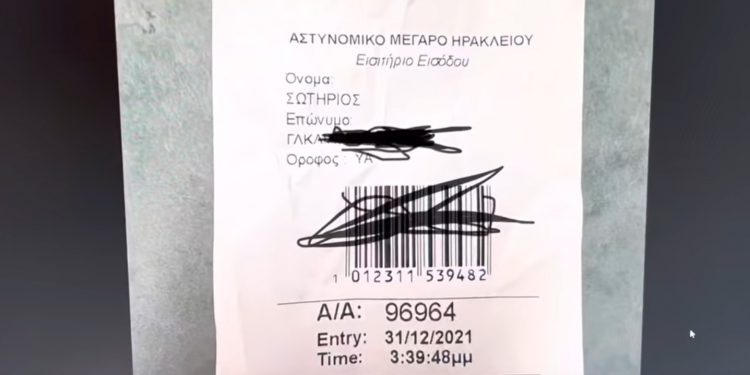 ΑΣΤΥΝΟΜΙΚΟ ΜΕΓΑΡΟ ΗΡΑΚΛΕΙΟΥ
Εισιτήριο Εισόδου
Όνομα:
ΣΩΤΗΡΙΟΣ
Επώνυμο:
Οροφος : ΥΑ
1 012311 539482
A/A: 96964
Entry: 31/12/2021
Time: 3:39:48μμ